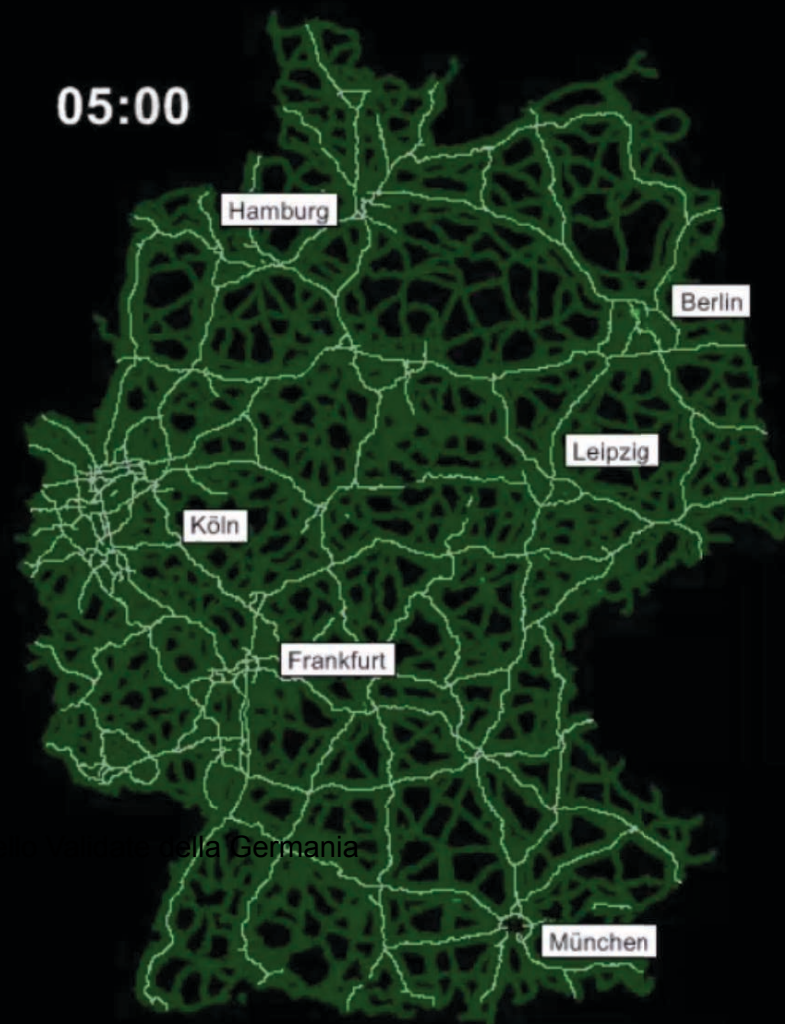 05:00
Hamburg
Berlin
Leipzig
Köln
Frankfurt
della Germania
München